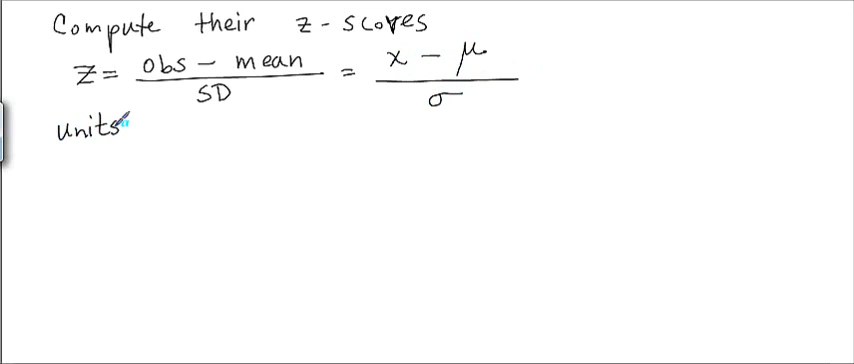 Compute their z-scores
Z = obs - mean / SD = x - μ / σ
units